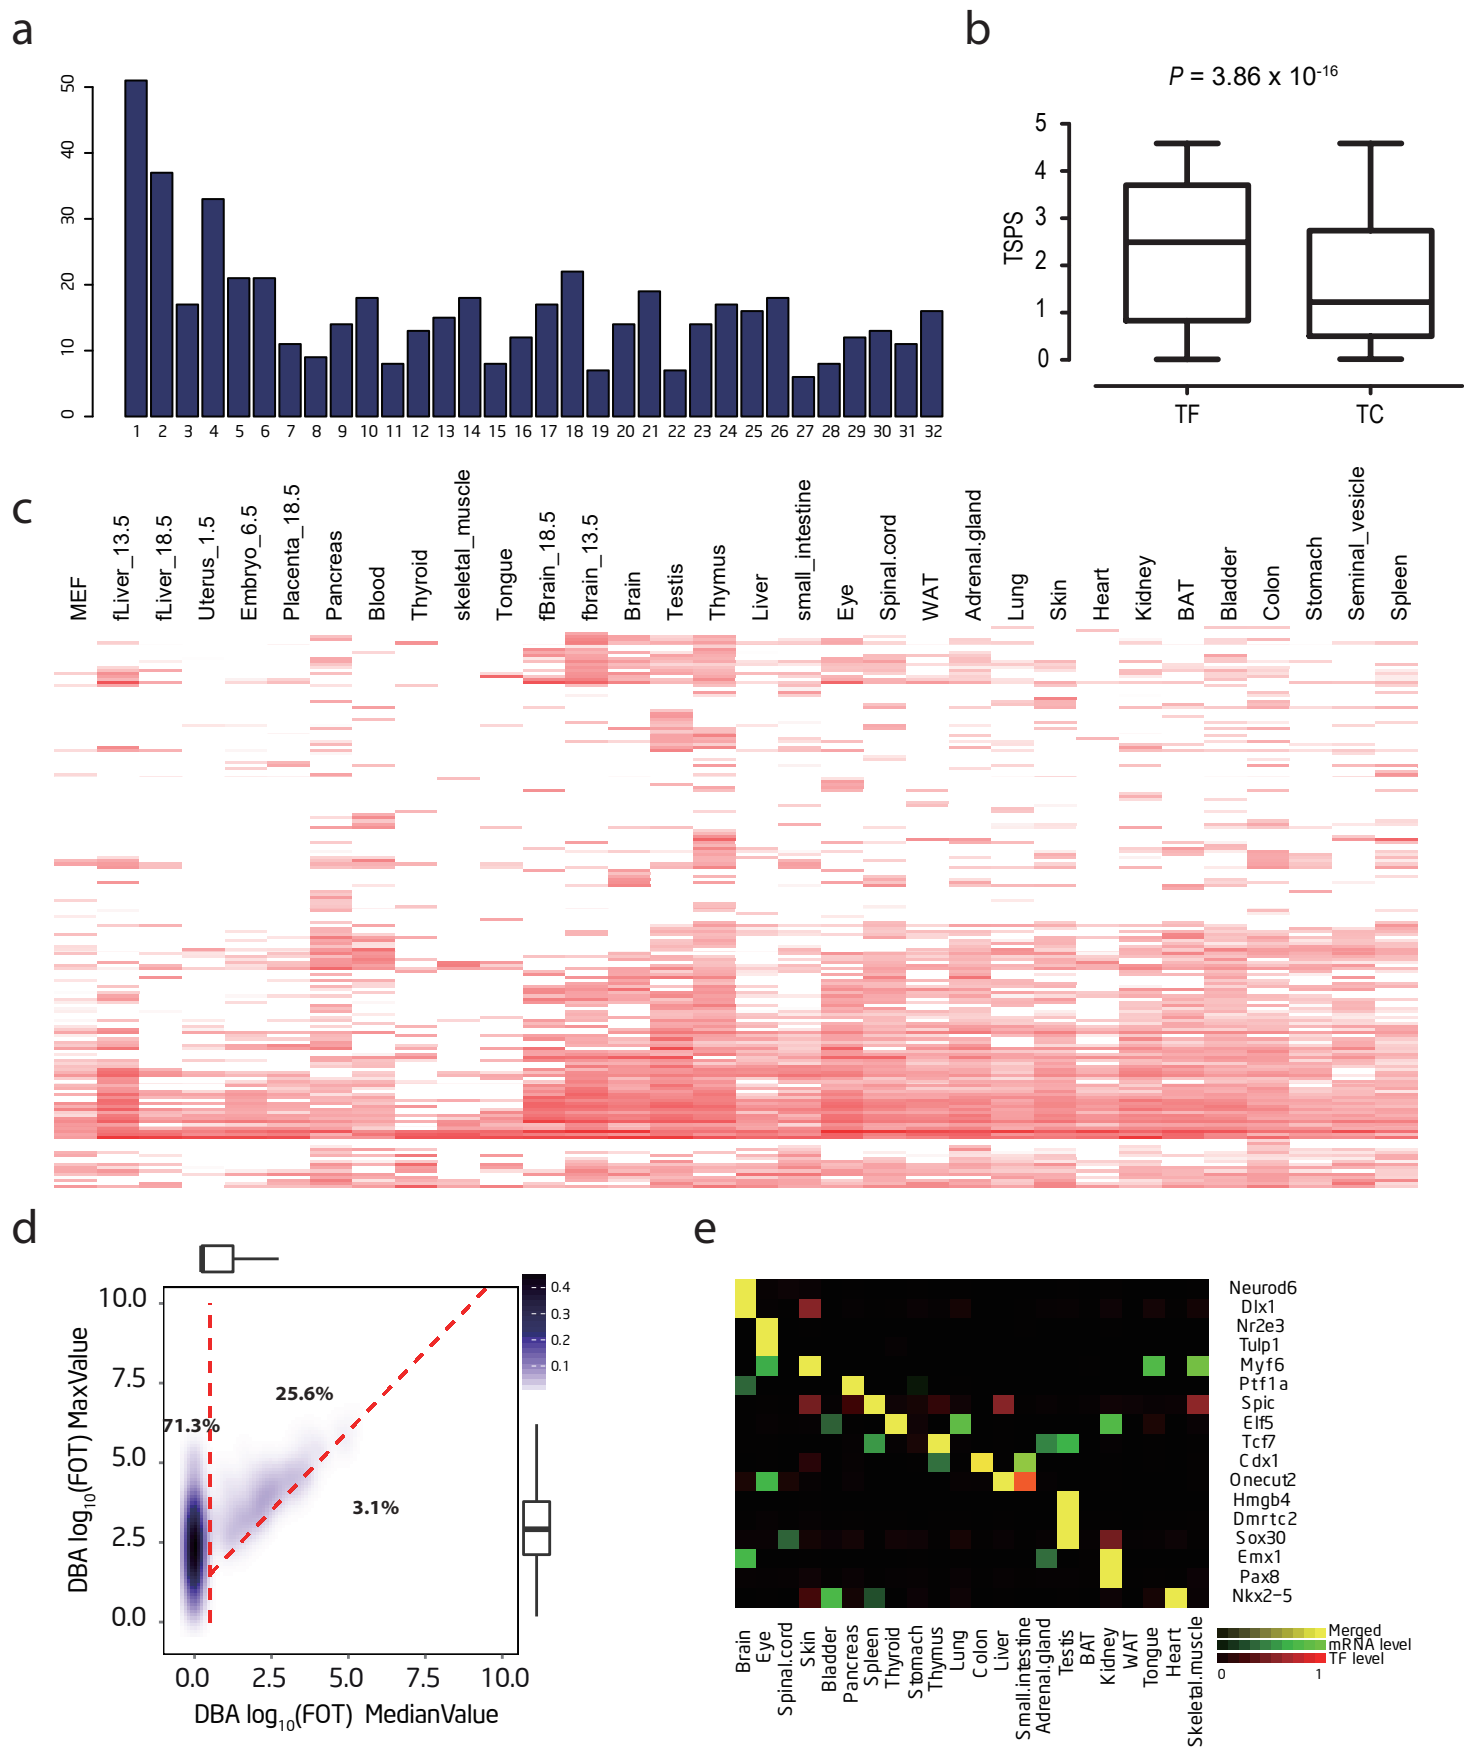 a
50
40
30
20
10
0
1 2 3 4 5 6 7 8 9 10 11 12 13 14 15 16 17 18 19 20 21 22 23 24 25 26 27 28 29 30 31 32
b
P = 3.86 x 10-16
TSPS
5
4
3
2
1
0
TF TC
c
MEF
fLiver_13.5
fLiver_18.5
Uterus_1.5
Embryo_6.5
Placenta_18.5
Pancreas
Blood
Thyroid
skeletal_muscle
Tongue
fBrain_18.5
fbrain_13.5
Brain
Testis
Thymus
Liver
small_intestine
Eye
Spinal.cord
WAT
Adrenal.gland
Lung
Skin
Heart
Kidney
BAT
Bladder
Colon
Stomach
Seminal_vesicle
Spleen
d
DBA log10(FOT) MaxValue
10.0
7.5
5.0
2.5
0.0
71.3%
25.6%
3.1%
0.4
0.3
0.2
0.1
0.0 2.5 5.0 7.5 10.0
DBA log10(FOT) MedianValue
e
Neurod6
Dlx1
Nr2e3
Tulp1
Myf6
Ptf1a
Spic
Elf5
Tcf7
Cdx1
Onecut2
Hmgb4
Dmrtc2
Sox30
Emx1
Pax8
Nkx2-5
Brain
Eye
Spinal.cord
Skin
Bladder
Pancreas
Spleen
Thyroid
Stomach
Thymus
Lung
Colon
Liver
Small.intestine
Adrenal.gland
Testis
BAT
Kidney
WAT
Tongue
Heart
Skeletal.muscle
Merged
mRNA level
TF level
0 1